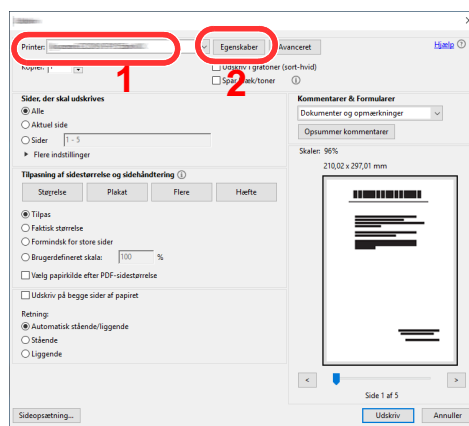 Printer:
Egenskaber
Avanceret
Hjælp
Kopier: 1
Udskriv i gråtoner (sort-hvid)
Spar blæk/toner
1
2
Sider, der skal udskrives
Alle
Aktuel side
Sider 1 - 5
Flere indstillinger
Kommentarer & Formularer
Dokumenter og opmærkninger
Opsummer kommentarer
Skaler: 96%
210,02 x 297,01 mm
Tilpasning af sidestørrelse og sidehåndtering
Størrelse Plakat Flere Hæfte
Tilpas
Faktisk størrelse
Formindsk for store sider
Brugerdefineret skala: 100 %
Vælg papirkilde efter PDF-sidestørrelse
Udskriv på begge sider af papiret
Retning:
Automatisk stående/liggende
Stående
Liggende
< >
Side 1 af 5
Sideopsætning...
Udskriv
Annuller